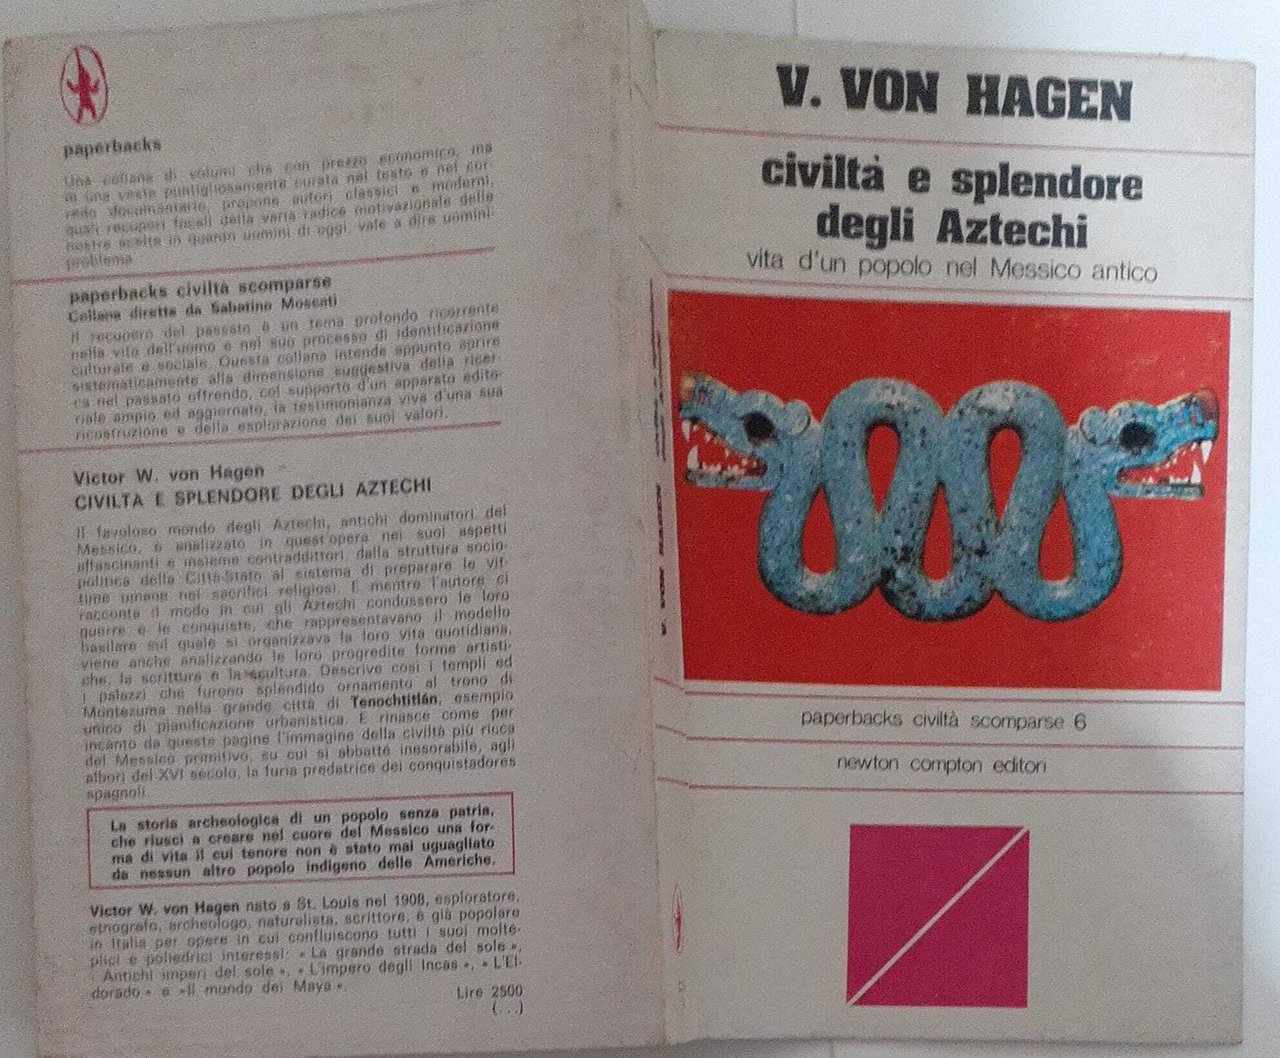 paperbacks
Una collana di volumi che con prezzo economico, ma
in una veste puntigliosamente curata nel testo e nel cor-
redo documentario, propone autori classici e moderni,
quali recuperi focali della varia radice motivazionale delle
nostre scelte in quanto uomini di oggi, vale a dire uomini-
problema.
paperbacks civiltà scomparse
Collana diretta da Sabatino Moscati
Il recupero del passato è un tema profondo ricorrente
nella vita dell'uomo e nel suo processo di identificazione
culturale e sociale. Questa collana intende appunto aprire
sistematicamente alla dimensione suggestiva della ricer-
ca nel passato offrendo, col supporto d'un apparato edito-
riale ampio ed aggiornato, la testimonianza viva d'una sua
ricostruzione e della esplorazione dei suoi valori.
Victor W. von Hagen
CIVILTÀ E SPLENDORE DEGLI AZTECHI
Il favoloso mondo degli Aztechi, antichi dominatori del
Messico, è analizzato in quest'opera nei suoi aspetti
affascinanti e insieme contraddittori, dalla struttura socio-
politica della Città-Stato al sistema di preparare le vit-
time umane nei sacrifici religiosi. E mentre l'autore ci
racconta il modo in cui gli Aztechi condussero le loro
guerre e le conquiste, che rappresentavano il modello
basilare sul quale si organizzava la loro vita quotidiana,
viene anche analizzando le loro progredite forme artisti-
che, la scrittura e la scultura. Descrive così i templi ed
i palazzi che furono splendido ornamento al trono di
Montezuma nella grande città di Tenochtitlán, esempio
unico di pianificazione urbanistica. E rinasce come per
incanto da queste pagine l'immagine della civiltà più ricca
del Messico primitivo, su cui si abbatté inesorabile, agli
albori del XVI secolo, la furia predatrice dei conquistadores
spagnoli.
La storia archeologica di un popolo senza patria,
che riuscì a creare nel cuore del Messico una for-
ma di vita il cui tenore non è stato mai uguagliato
da nessun altro popolo indigeno delle Americhe.
Victor W. von Hagen nato a St. Louis nel 1908, esploratore,
etnografo, archeologo, naturalista, scrittore, è già popolare
in Italia per opere in cui confluiscono tutti i suoi molte-
plici e poliedrici interessi: « La grande strada del sole »,
Antichi imperi del sole », « L'impero degli Incas », « L'El-
dorado » e «Il mondo dei Maya ».
Lire 2500
(...)
V. VON HAGEN
V. VON HAGEN
civiltà e splendore
degli Aztechi
vita d'un popolo nel Messico antico
paperbacks civiltà scomparse 6
newton compton editori